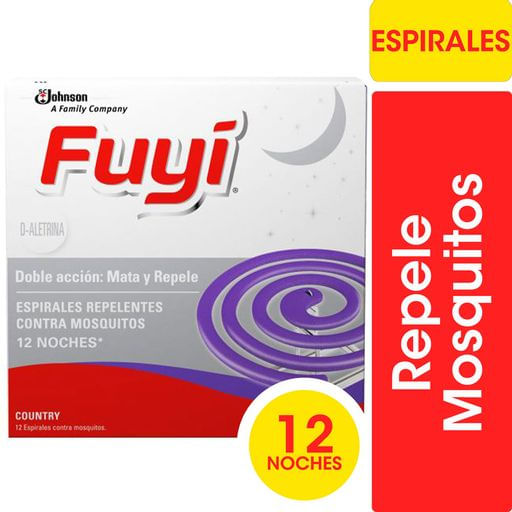 ESPIRALES
SC Johnson
A Family Company
Fuyí®
D-ALETRINA
Doble acción: Mata y Repele
ESPIRALES REPELENTES
CONTRA MOSQUITOS
12 NOCHES*
COUNTRY
12 Espirales contra mosquitos.
12
NOCHES
Repele
Mosquitos